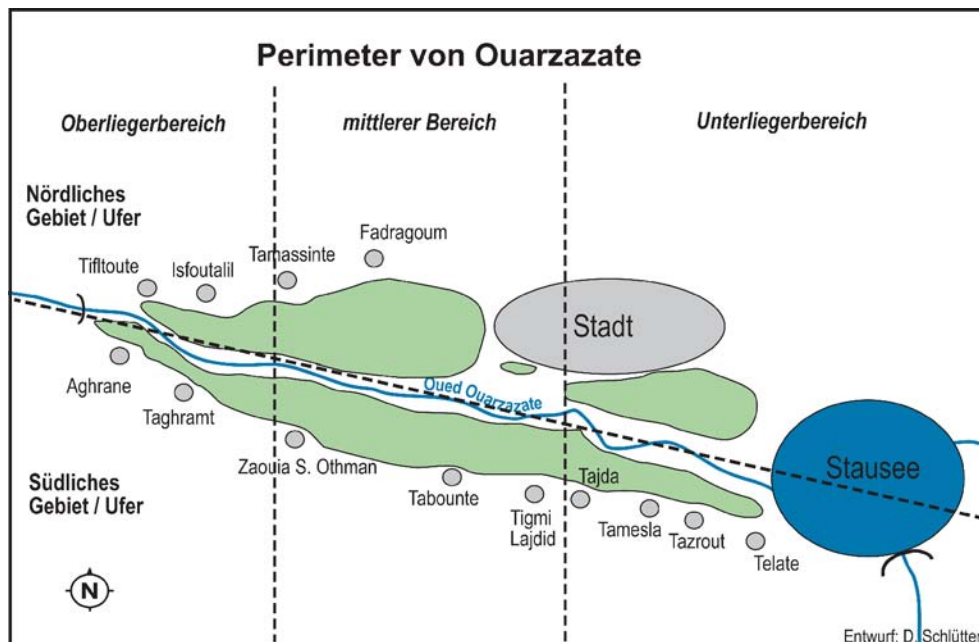 Perimeter von Ouarzazate
Oberliegerbereich
mittlerer Bereich
Unterliegerbereich
Nördliches
Gebiet / Ufer
Tifltoute
Isfoutalil
Tamassinte
Fadragoum
Stadt
Aghrane
Taghramt
Oued Ouarzazate
Zaouia S. Othman
Tabounte
Tigmi
Lajdid
Tajda
Tamesla
Tazrout
Telate
Stausee
Südliches
Gebiet / Ufer
N
Entwurf: D. Schlütter